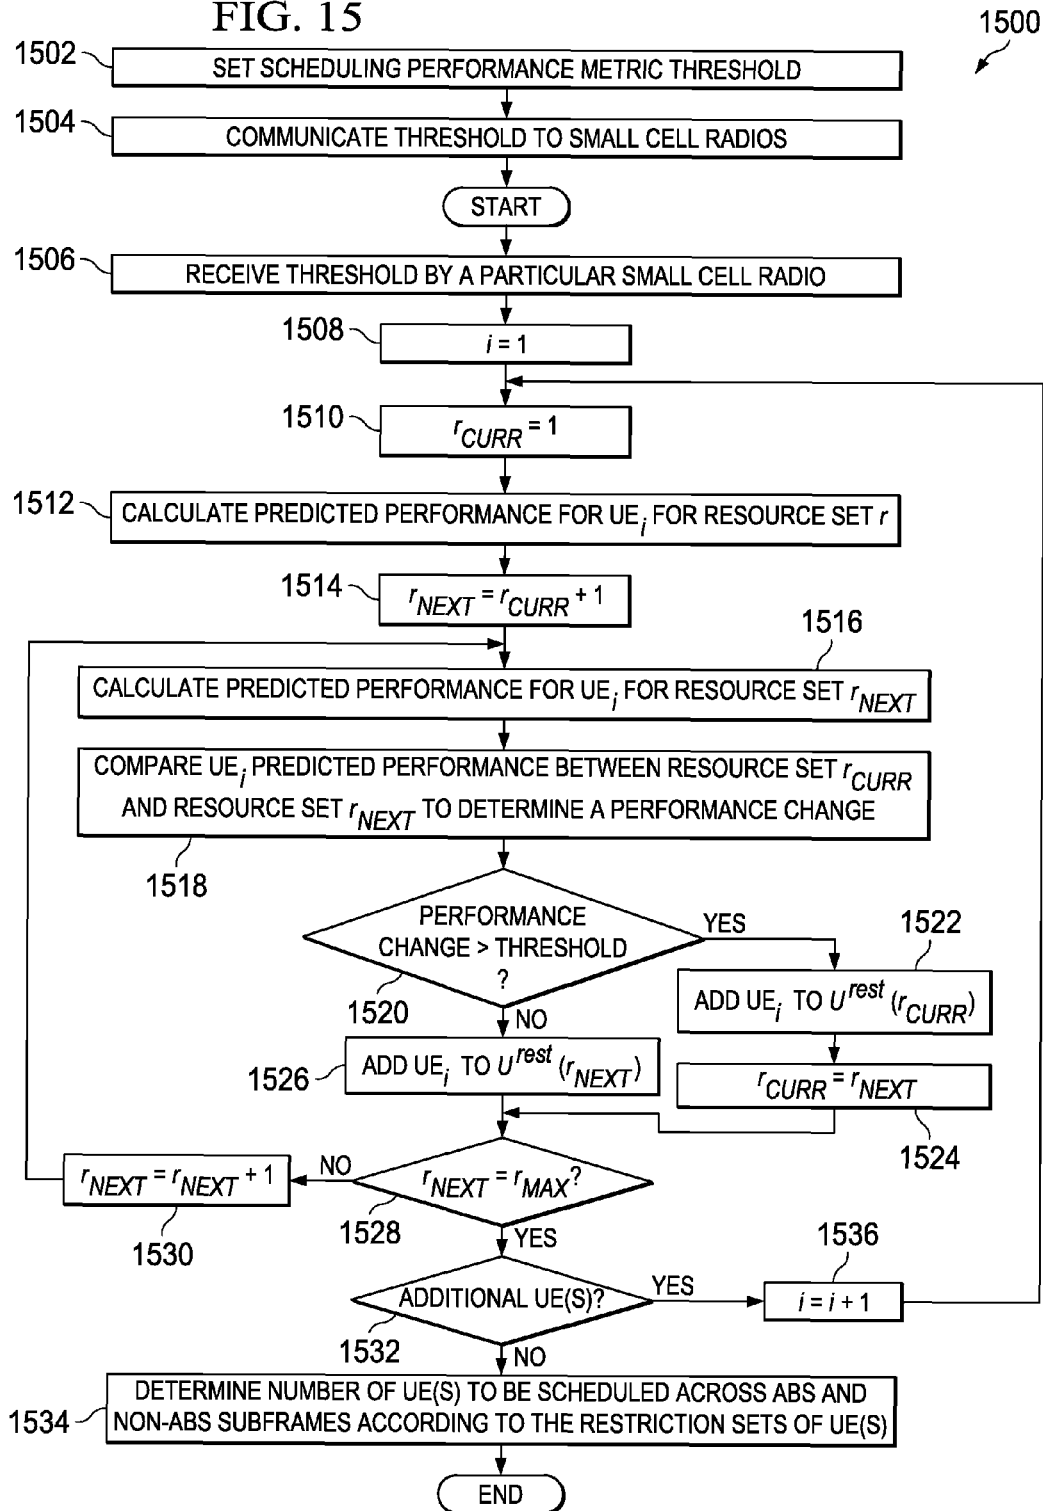 FIG. 15
1500
1502
SET SCHEDULING PERFORMANCE METRIC THRESHOLD
1504
COMMUNICATE THRESHOLD TO SMALL CELL RADIOS
START
1506
RECEIVE THRESHOLD BY A PARTICULAR SMALL CELL RADIO
1508
i = 1
1510
rCURR = 1
1512
CALCULATE PREDICTED PERFORMANCE FOR UEi FOR RESOURCE SET r
1514
rNEXT = rCURR + 1
1516
CALCULATE PREDICTED PERFORMANCE FOR UEi FOR RESOURCE SET rNEXT
COMPARE UEi PREDICTED PERFORMANCE BETWEEN RESOURCE SET rCURR
AND RESOURCE SET rNEXT TO DETERMINE A PERFORMANCE CHANGE
1518
PERFORMANCE
CHANGE > THRESHOLD
?
1520
YES
1522
ADD UEi TO Urest (rCURR)
NO
1526
ADD UEi TO Urest (rNEXT)
rCURR = rNEXT
1524
rNEXT = rMAX?
1528
NO
rNEXT = rNEXT + 1
1530
YES
ADDITIONAL UE(S)?
1532
YES
1536
i = i + 1
NO
1534
DETERMINE NUMBER OF UE(S) TO BE SCHEDULED ACROSS ABS AND
NON-ABS SUBFRAMES ACCORDING TO THE RESTRICTION SETS OF UE(S)
END